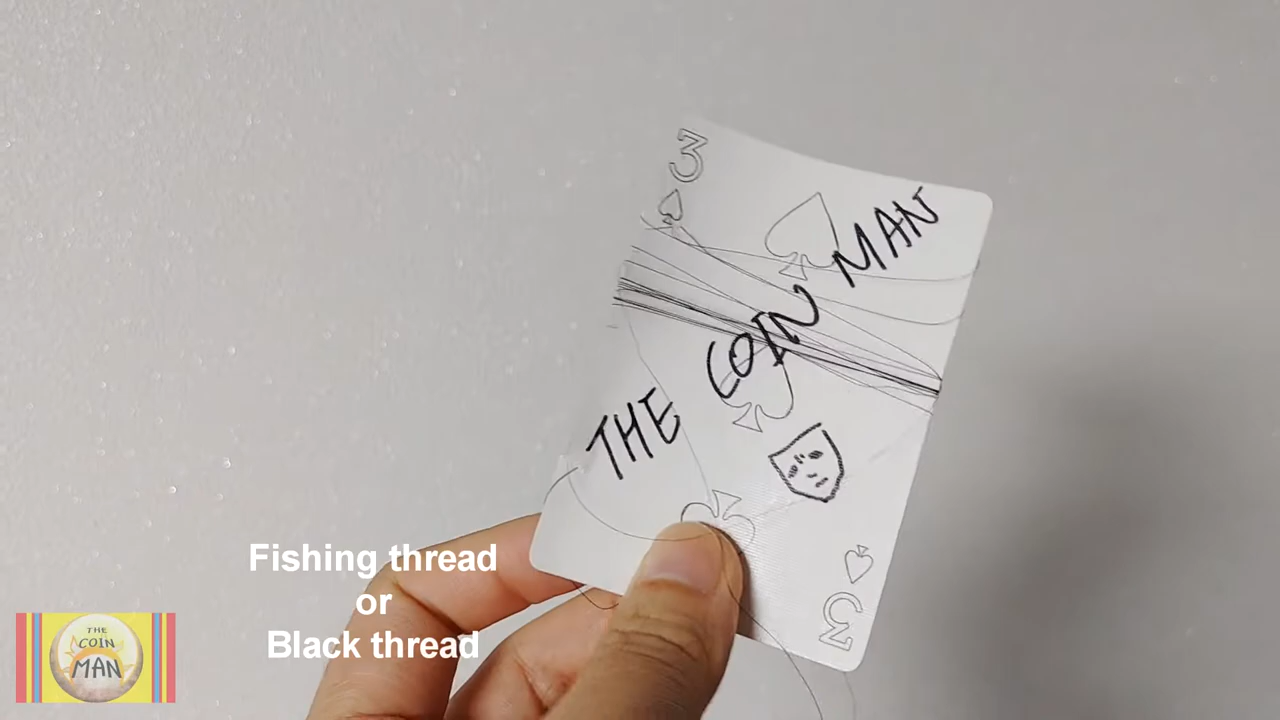 3
THE COIN MAN
3
Fishing thread
or
Black thread
THE
COIN
MAN